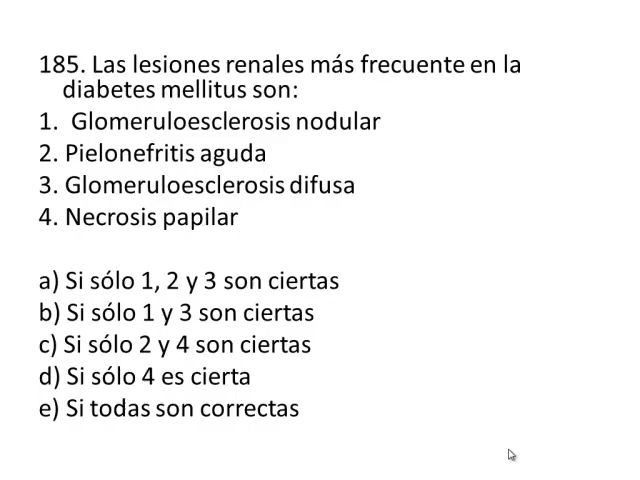 185. Las lesiones renales más frecuente en la
diabetes mellitus son:
1. Glomeruloesclerosis nodular
2. Pielonefritis aguda
3. Glomeruloesclerosis difusa
4. Necrosis papilar
a) Si sólo 1, 2 y 3 son ciertas
b) Si sólo 1 y 3 son ciertas
c) Si sólo 2 y 4 son ciertas
d) Si sólo 4 es cierta
e) Si todas son correctas